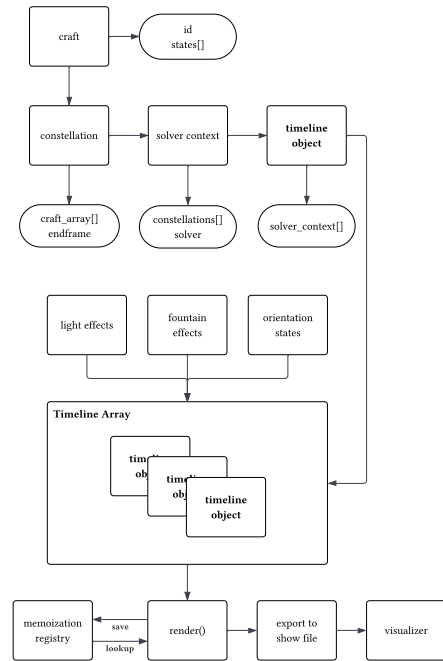 craft
id
states[]
constellation
solver context
timeline
object
craft_array[]
endframe
constellations[]
solver
solver_context[]
light effects
fountain
effects
orientation
states
Timeline Array
timeline
object
memoization
registry
save
lookup
render()
export to
show file
visualizer